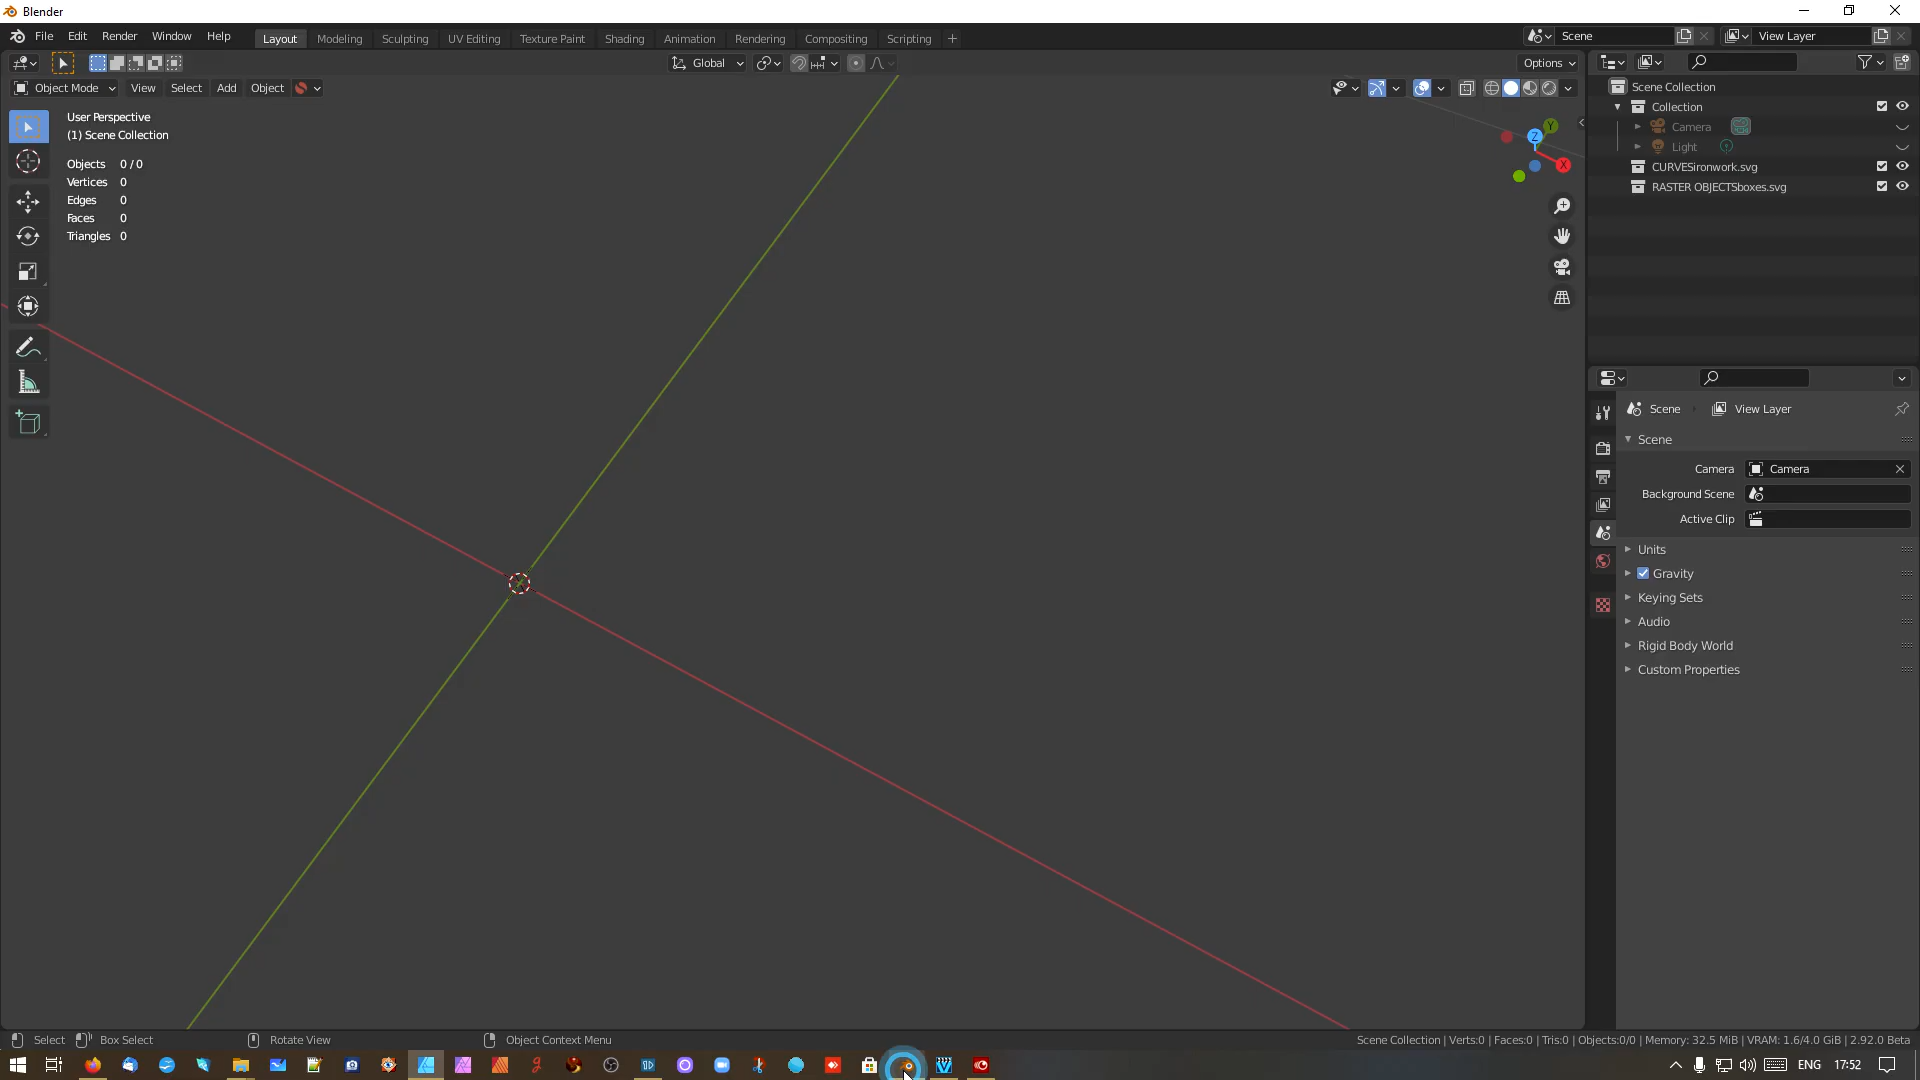 Blender
File Edit Render Window Help Layout Modeling Sculpting UV Editing Texture Paint Shading Animation Rendering Compositing Scripting + Scene View Layer
Global Options
Object Mode View Select Add Object
User Perspective
(1) Scene Collection
Objects 0 / 0
Vertices 0
Edges 0
Faces 0
Triangles 0
Z
Y
X
Scene Collection
Collection
Camera
Light
CURVESironwork.svg
RASTER OBJECTSboxes.svg
Scene View Layer
Scene
Camera Camera
Background Scene
Active Clip
Units
Gravity
Keying Sets
Audio
Rigid Body World
Custom Properties
Select Box Select Rotate View Object Context Menu Scene Collection | Verts:0 | Faces:0 | Tris:0 | Objects:0/0 | Memory: 32.5 MiB | VRAM: 1.6/4.0 GiB | 2.92.0 Beta
ENG 17:52